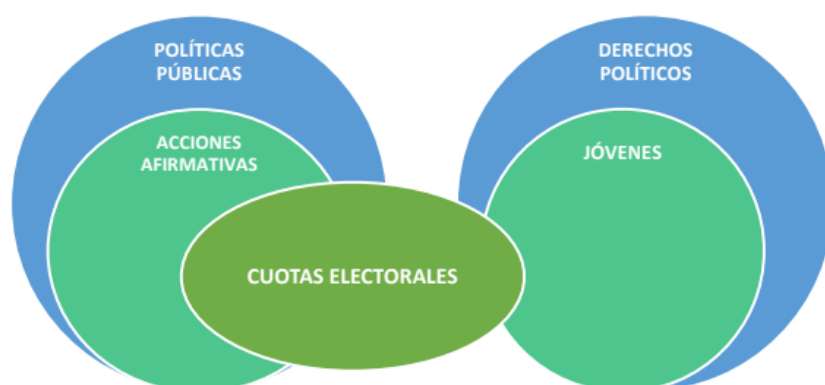 POLÍTICAS
PÚBLICAS
ACCIONES
AFIRMATIVAS
DERECHOS
POLÍTICOS
JÓVENES
CUOTAS ELECTORALES